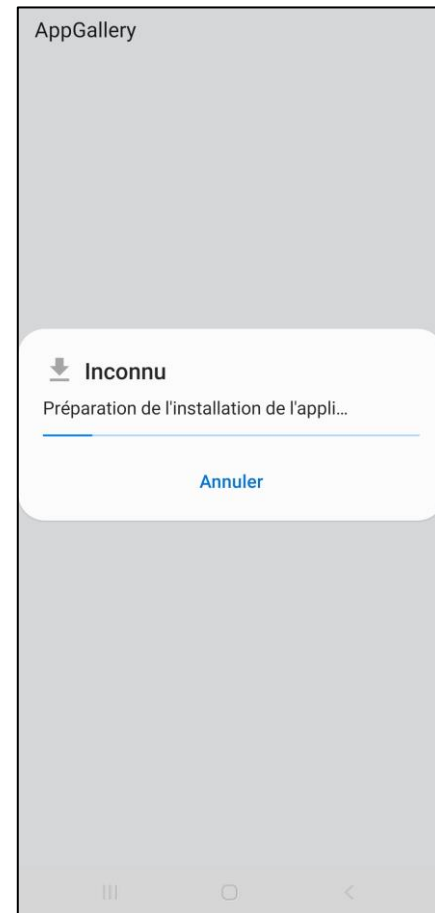 AppGallery
Inconnu
Préparation de l'installation de l'appli...
Annuler